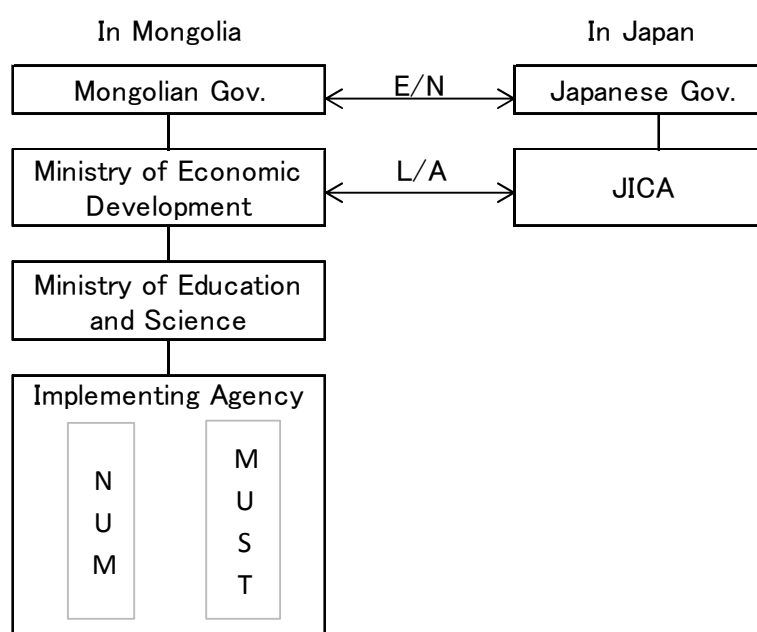 In Mongolia
In Japan
Mongolian Gov.
E/N
Japanese Gov.
Ministry of Economic
Development
L/A
JICA
Ministry of Education
and Science
Implementing Agency
N
U
M
M
U
S
T